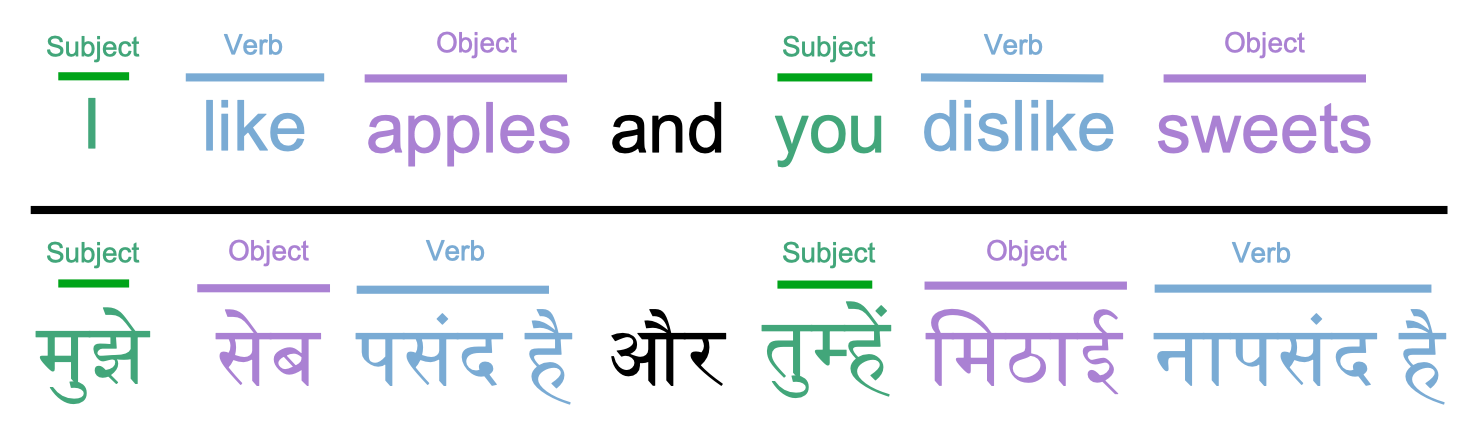 Subject Verb Object Subject Verb Object
I like apples and you dislike sweets
Subject Object Verb Subject Object Verb
मुझे सेब पसंद है और तुम्हें मिठाई नापसंद है